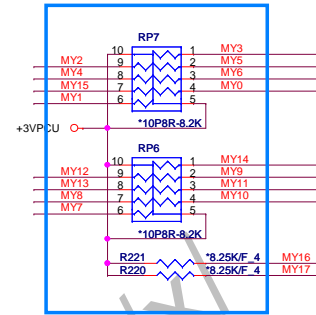 RP7
10 1 MY3
MY2 9 2 MY5
MY4 8 3 MY6
MY15 7 4 MY0
MY1 6 5
+3VPCU *10P8R-8.2K
RP6
10 1 MY14
MY12 9 2 MY9
MY13 8 3 MY11
MY8 7 4 MY10
MY7 6 5
*10P8R-8.2K
R221 *8.25K/F_4 MY16
R220 *8.25K/F_4 MY17